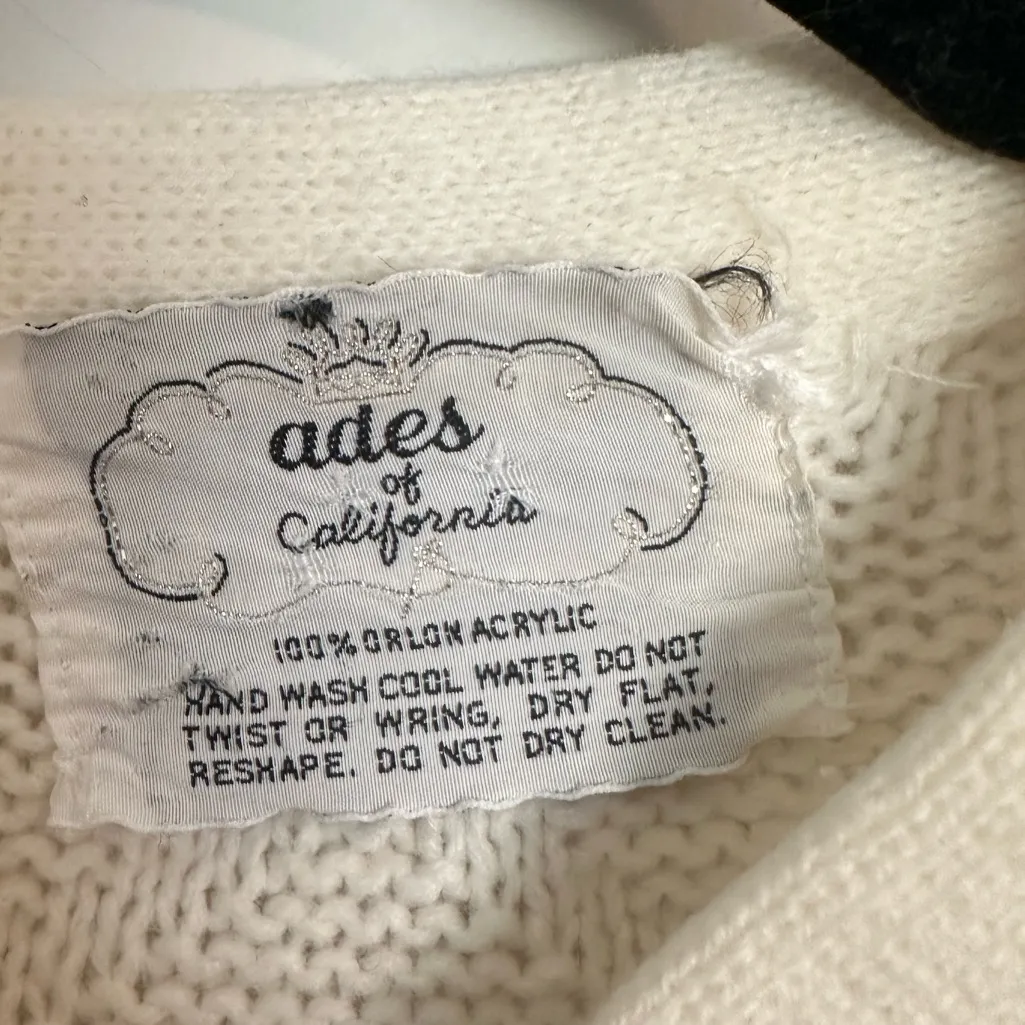 ades
of
California
100% ORLON ACRYLIC
HAND WASH COOL WATER DO NOT
TWIST OR WRING. DRY FLAT.
RESHAPE. DO NOT DRY CLEAN.